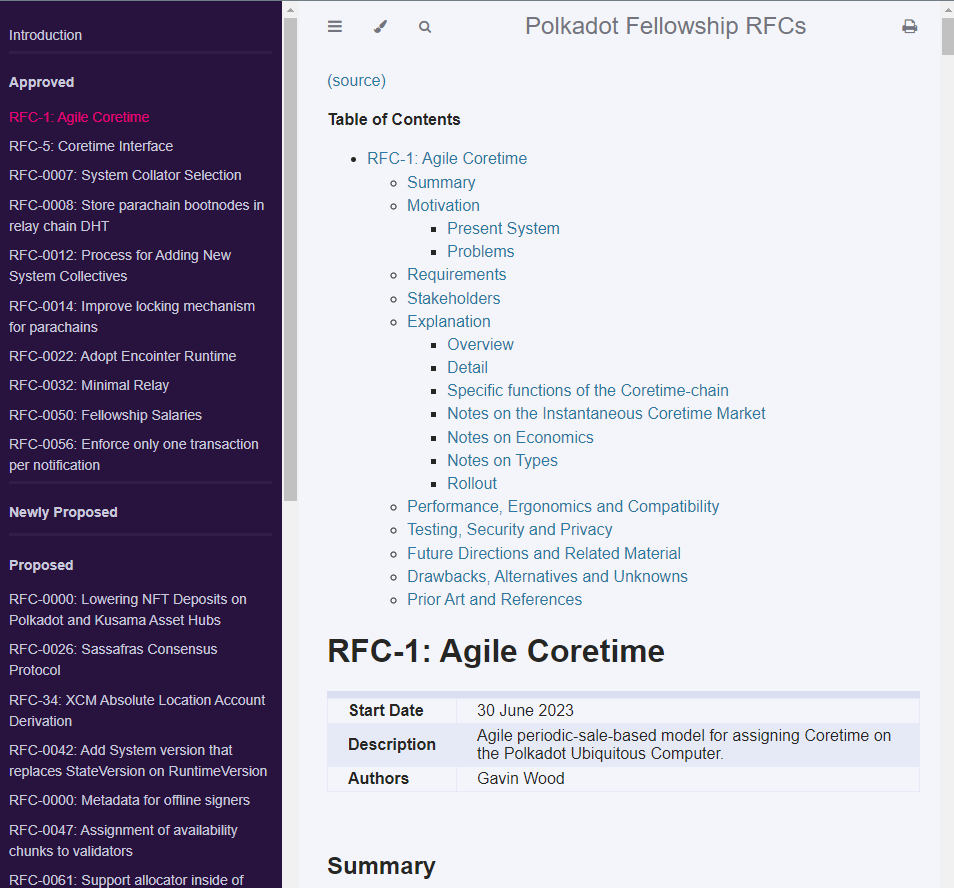 Introduction
Approved
RFC-1: Agile Coretime
RFC-5: Coretime Interface
RFC-0007: System Collator Selection
RFC-0008: Store parachain bootnodes in
relay chain DHT
RFC-0012: Process for Adding New
System Collectives
RFC-0014: Improve locking mechanism
for parachains
RFC-0022: Adopt Encointer Runtime
RFC-0032: Minimal Relay
RFC-0050: Fellowship Salaries
RFC-0056: Enforce only one transaction
per notification
Newly Proposed
Proposed
RFC-0000: Lowering NFT Deposits on
Polkadot and Kusama Asset Hubs
RFC-0026: Sassafras Consensus
Protocol
RFC-34: XCM Absolute Location Account
Derivation
RFC-0042: Add System version that
replaces StateVersion on RuntimeVersion
RFC-0000: Metadata for offline signers
RFC-0047: Assignment of availability
chunks to validators
RFC-0061: Support allocator inside of
Polkadot Fellowship RFCs
(source)
Table of Contents
RFC-1: Agile Coretime
Summary
Motivation
Present System
Problems
Requirements
Stakeholders
Explanation
Overview
Detail
Specific functions of the Coretime-chain
Notes on the Instantaneous Coretime Market
Notes on Economics
Notes on Types
Rollout
Performance, Ergonomics and Compatibility
Testing, Security and Privacy
Future Directions and Related Material
Drawbacks, Alternatives and Unknowns
Prior Art and References
RFC-1: Agile Coretime
Start Date 30 June 2023
Description Agile periodic-sale-based model for assigning Coretime on
the Polkadot Ubiquitous Computer.
Authors Gavin Wood
Summary